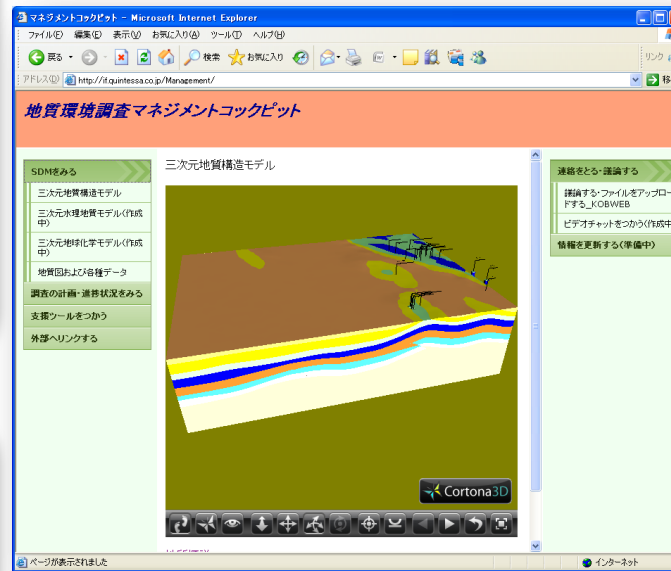 マネジメントコックピット - Microsoft Internet Explorer
ファイル(F) 編集(E) 表示(V) お気に入り(A) ツール(T) ヘルプ(H)
戻る 検索 お気に入り リンク
アドレス(D) http://if.quintessa.co.jp/Management/ 移
地質環境調査マネジメントコックピット
SDMをみる
三次元地質構造モデル
三次元水理地質モデル(作成
中)
三次元地球化学モデル(作成
中)
地質図および各種データ
調査の計画・進捗状況をみる
支援ツールをつかう
外部へリンクする
三次元地質構造モデル
Cortona3D
連絡をとる・議論する
議論する・ファイルをアップロー
ドする_KOBWEB
ビデオチャットをつかう(作成中
情報を更新する(準備中)
ページが表示されました インターネット